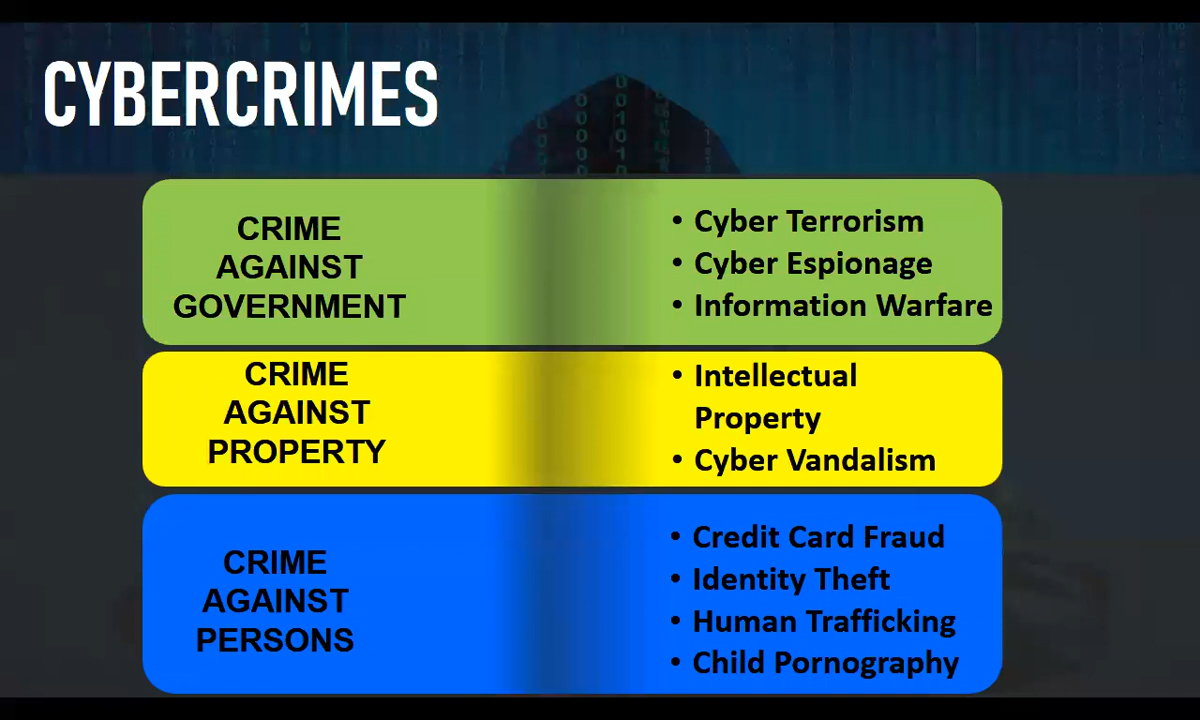 CYBERCRIMES
CRIME
AGAINST
GOVERNMENT
• Cyber Terrorism
• Cyber Espionage
• Information Warfare
CRIME
AGAINST
PROPERTY
• Intellectual
Property
• Cyber Vandalism
CRIME
AGAINST
PERSONS
• Credit Card Fraud
• Identity Theft
• Human Trafficking
• Child Pornography